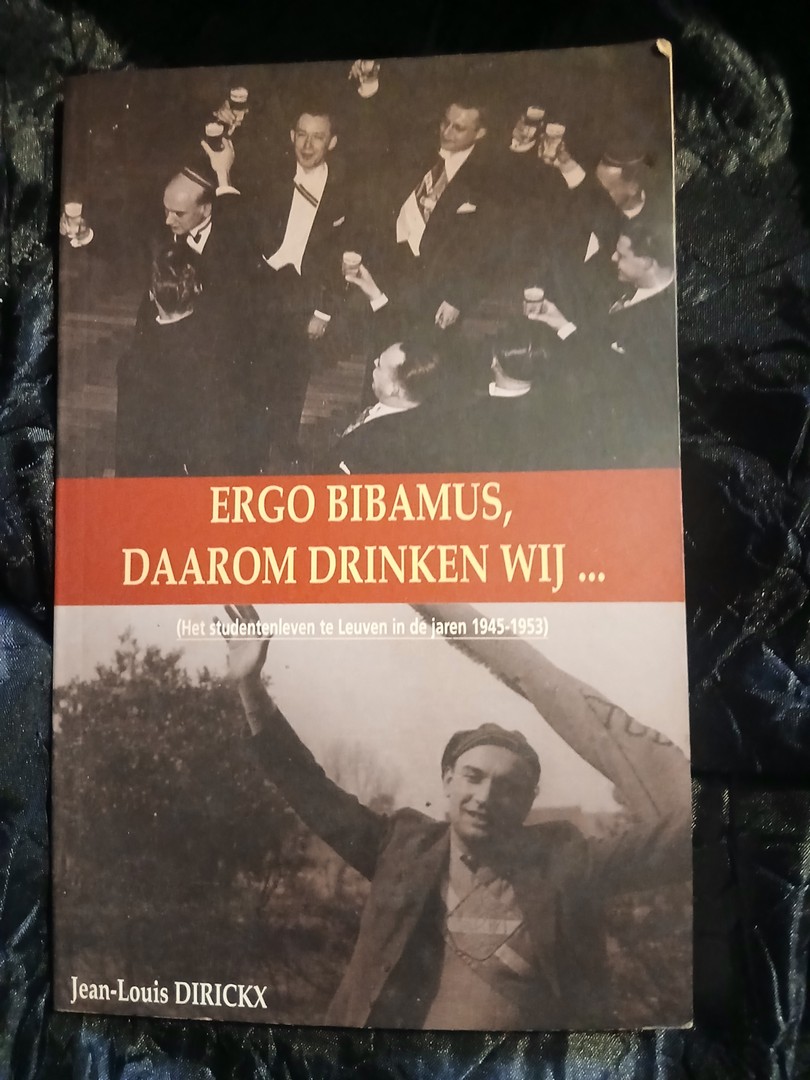 ERGO BIBAMUS,
DAAROM DRINKEN WIJ ...
(Het studentenleven te Leuven in de jaren 1945-1953)
Jean-Louis DIRICKX